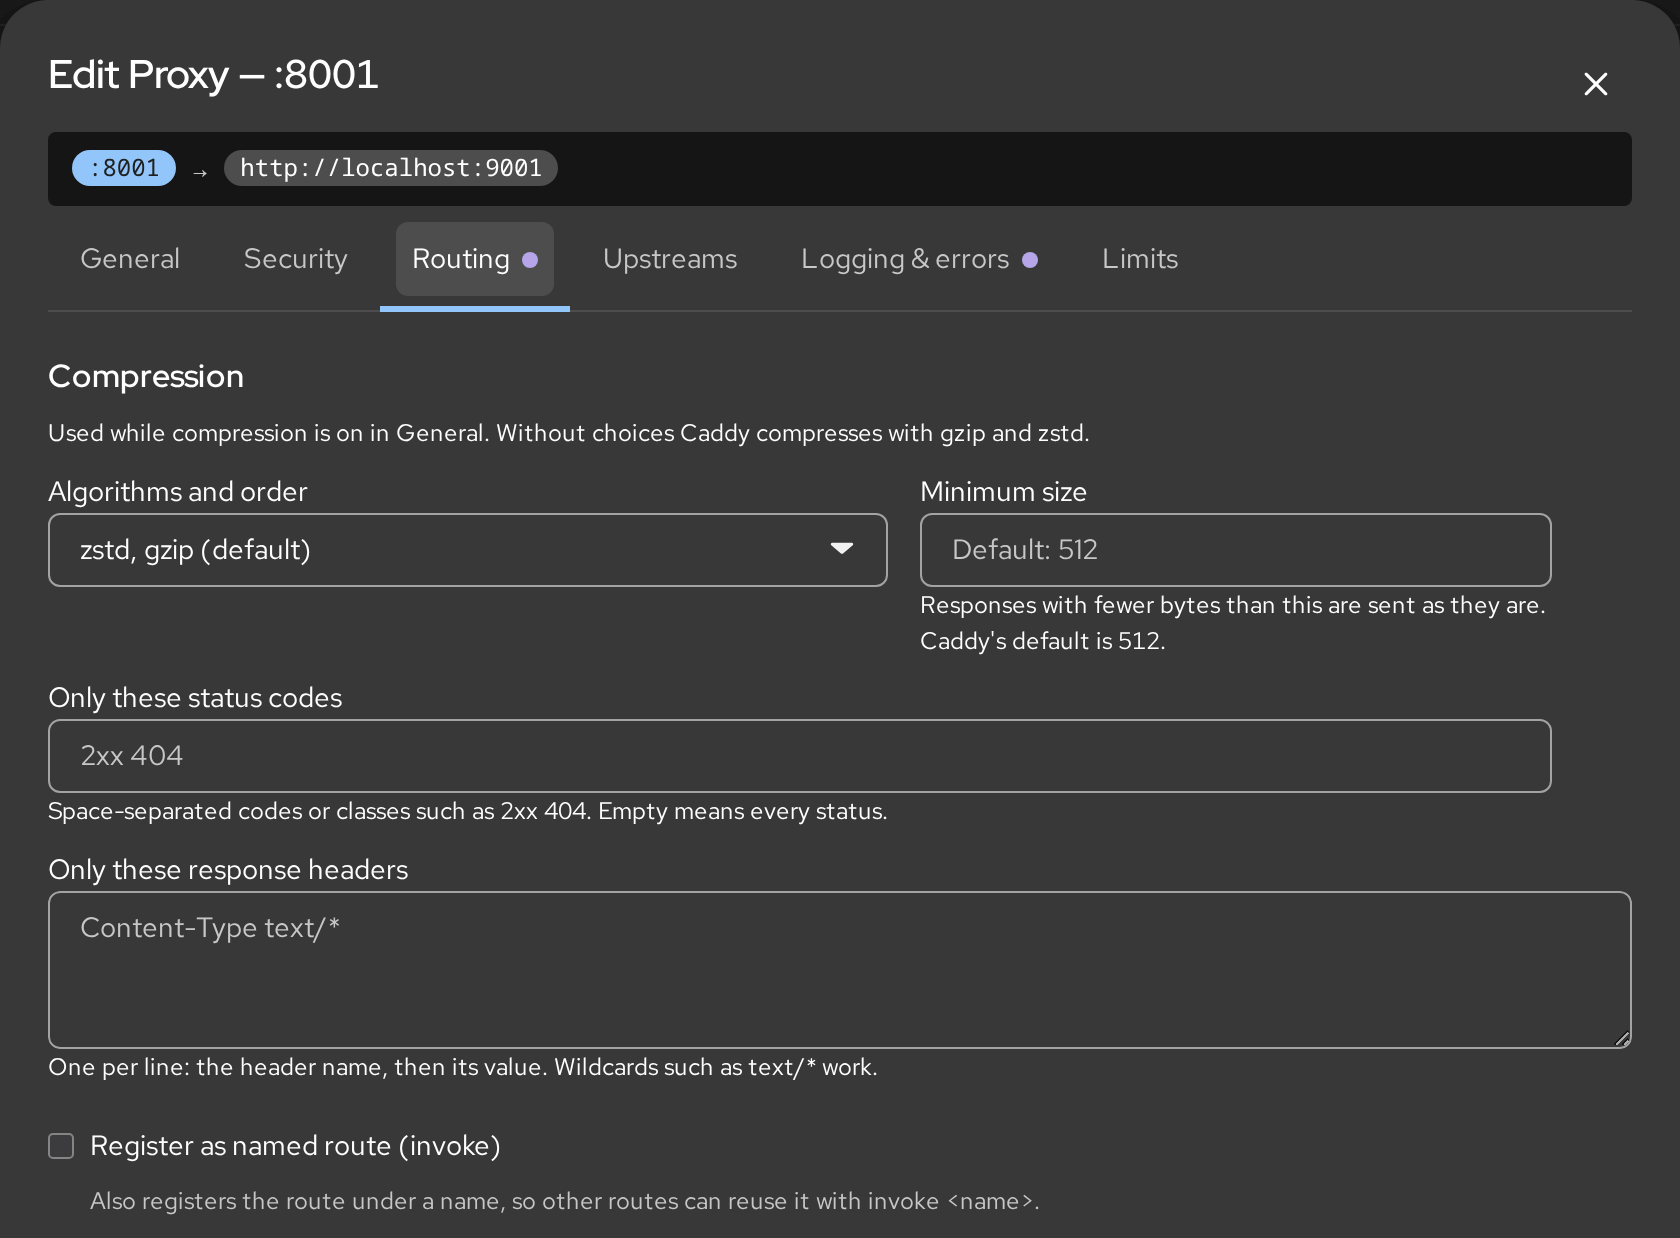 Edit Proxy – :8001
:8001 → http://localhost:9001
General Security Routing Upstreams Logging & errors Limits
Compression
Used while compression is on in General. Without choices Caddy compresses with gzip and zstd.
Algorithms and order
zstd, gzip (default)
Minimum size
Default: 512
Responses with fewer bytes than this are sent as they are.
Caddy's default is 512.
Only these status codes
2xx 404
Space-separated codes or classes such as 2xx 404. Empty means every status.
Only these response headers
Content-Type text/*
One per line: the header name, then its value. Wildcards such as text/* work.
Register as named route (invoke)
Also registers the route under a name, so other routes can reuse it with invoke <name>.